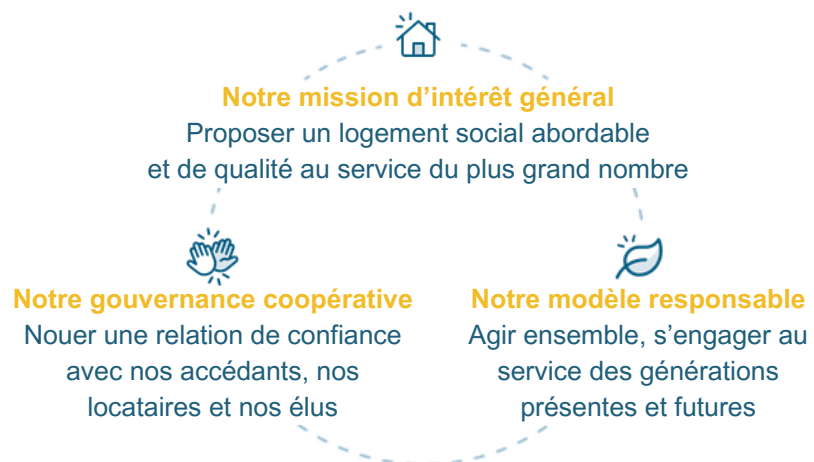 Notre mission d’intérêt général
Proposer un logement social abordable
et de qualité au service du plus grand nombre
Notre gouvernance coopérative
Nouer une relation de confiance
avec nos accédants, nos
locataires et nos élus
Notre modèle responsable
Agir ensemble, s’engager au
service des générations
présentes et futures